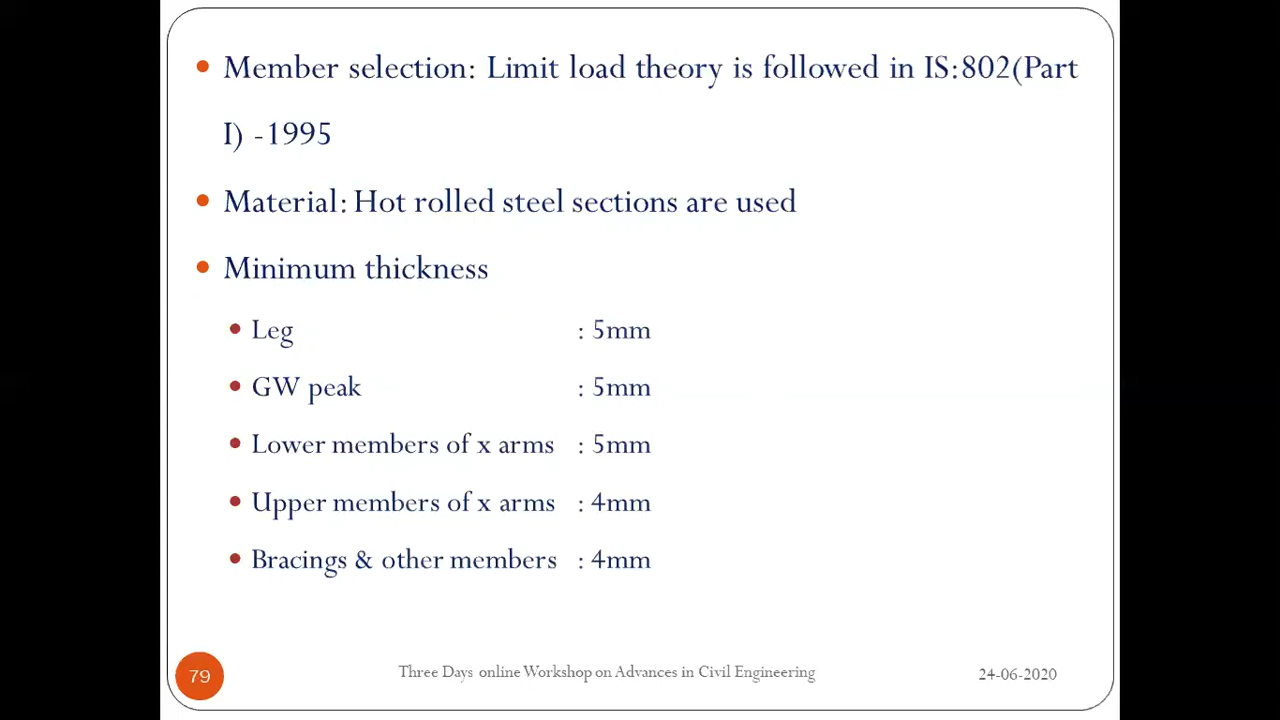 Member selection: Limit load theory is followed in IS:802(Part
I) -1995
Material: Hot rolled steel sections are used
Minimum thickness
Leg : 5mm
GW peak : 5mm
Lower members of x arms : 5mm
Upper members of x arms : 4mm
Bracings & other members : 4mm
79 Three Days online Workshop on Advances in Civil Engineering 24-06-2020